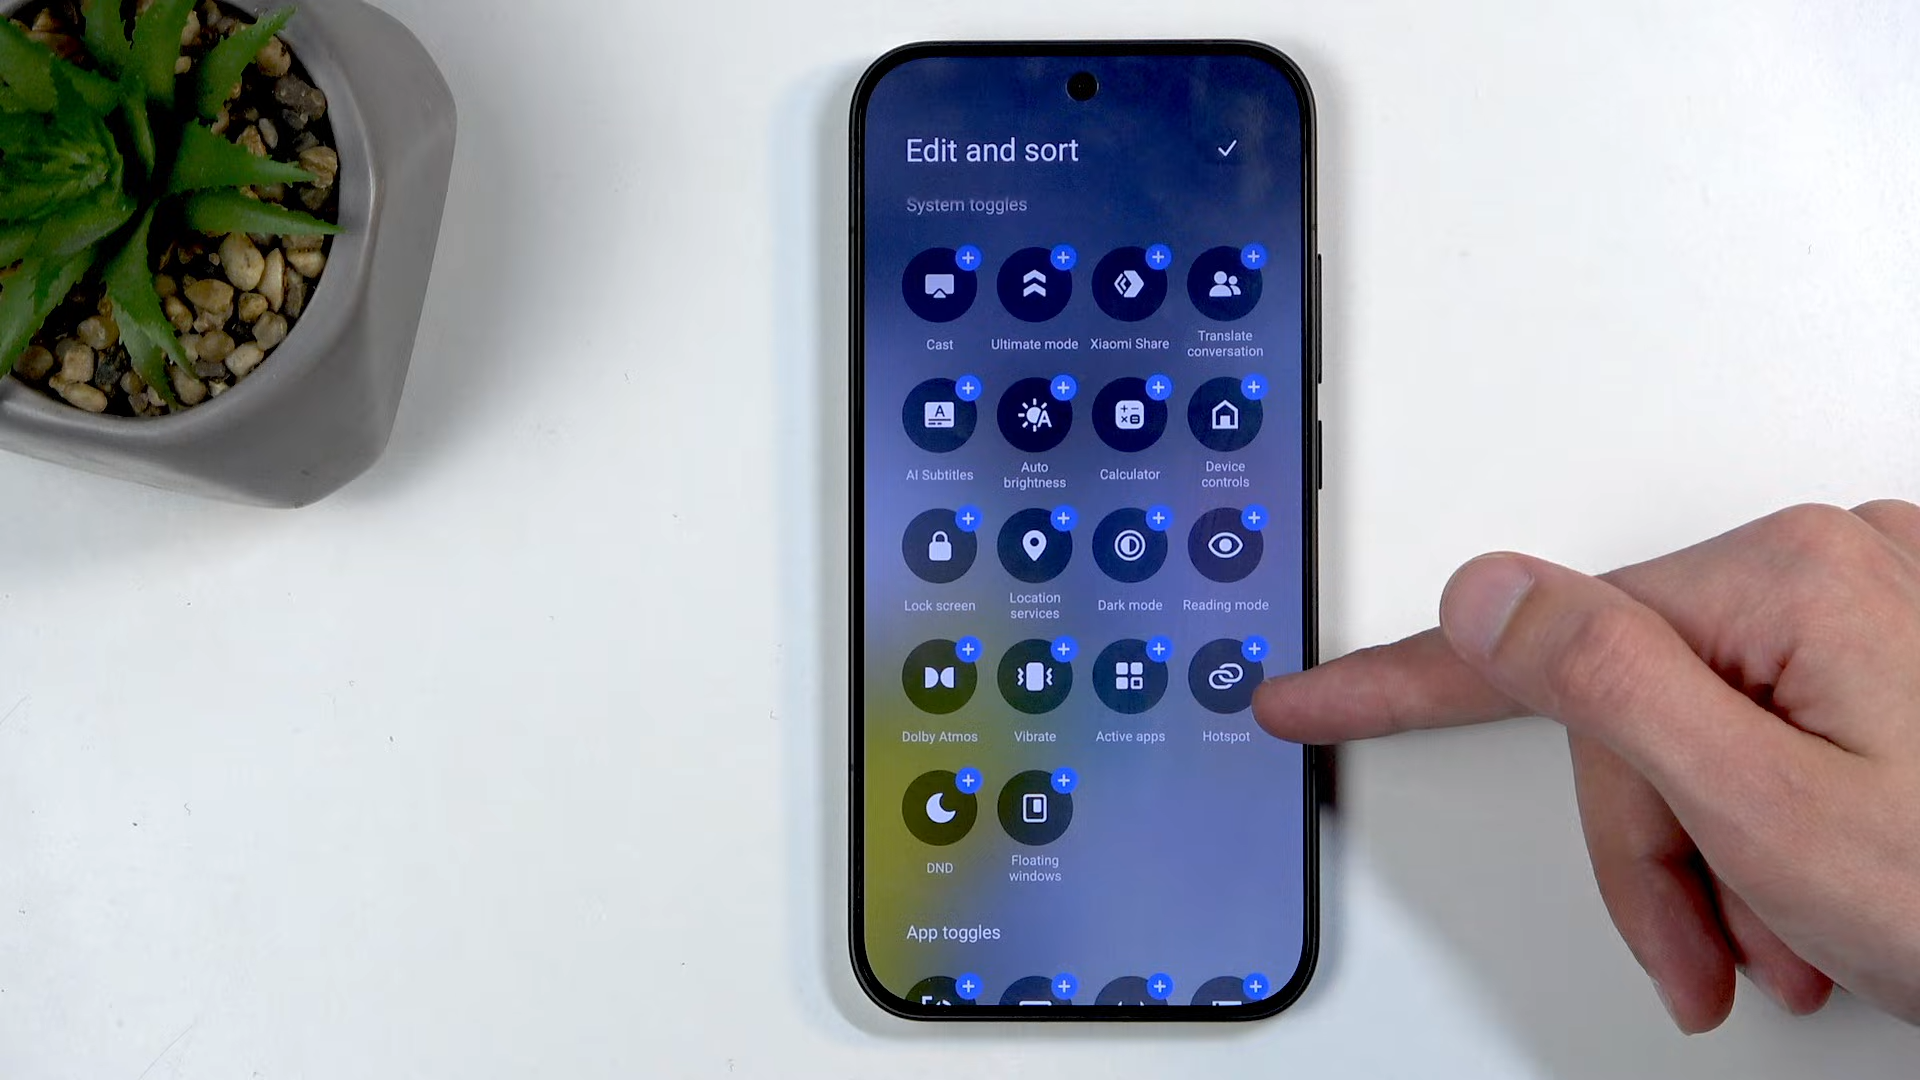 Edit and sort
System toggles
Cast
Ultimate mode
Xiaomi Share
Translate
conversation
AI Subtitles
Auto
brightness
Calculator
Device
controls
Lock screen
Location
services
Dark mode
Reading mode
Dolby Atmos
Vibrate
Active apps
Hotspot
DND
Floating
windows
App toggles